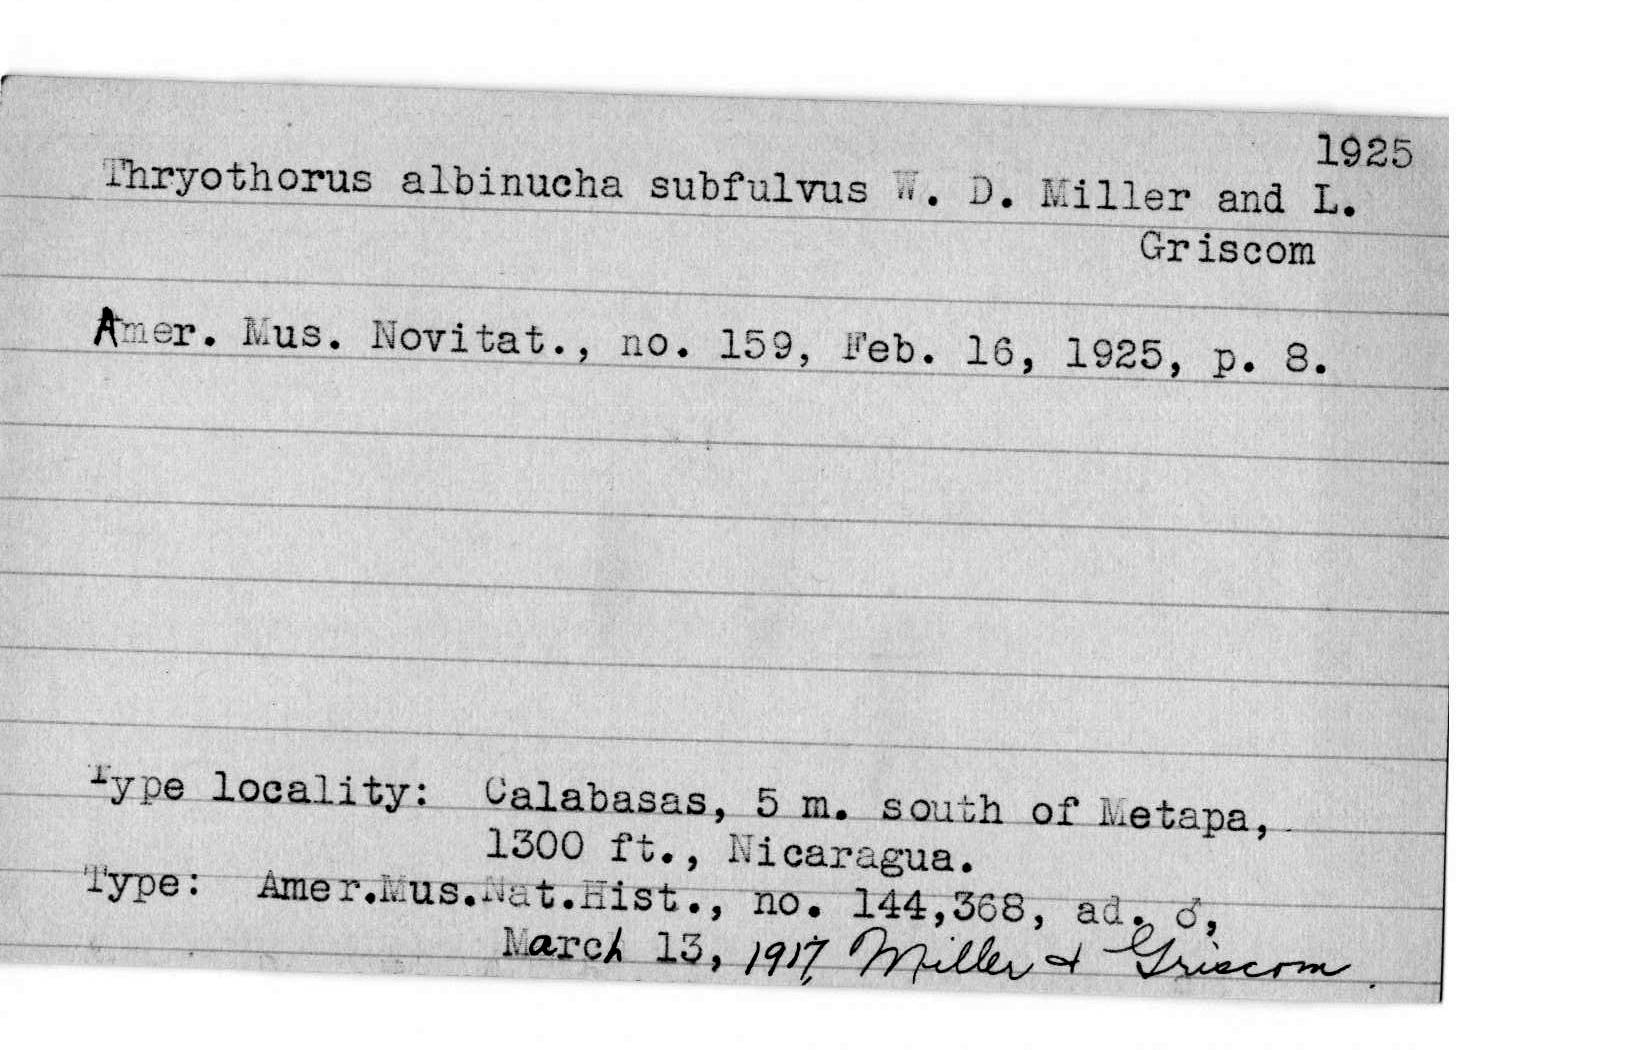 1925
Thryothorus albinucha subfulvus W. D. Miller and L.
Griscom
Amer. Mus. Novitat., no. 159, Feb. 16, 1925, p. 8.
Type locality: Calabasas, 5 m. south of Metapa,
1300 ft., Nicaragua.
Type: Amer.Mus.Nat.Hist., no. 144,368, ad. ♂,
March 13, 1917, Miller & Griscom